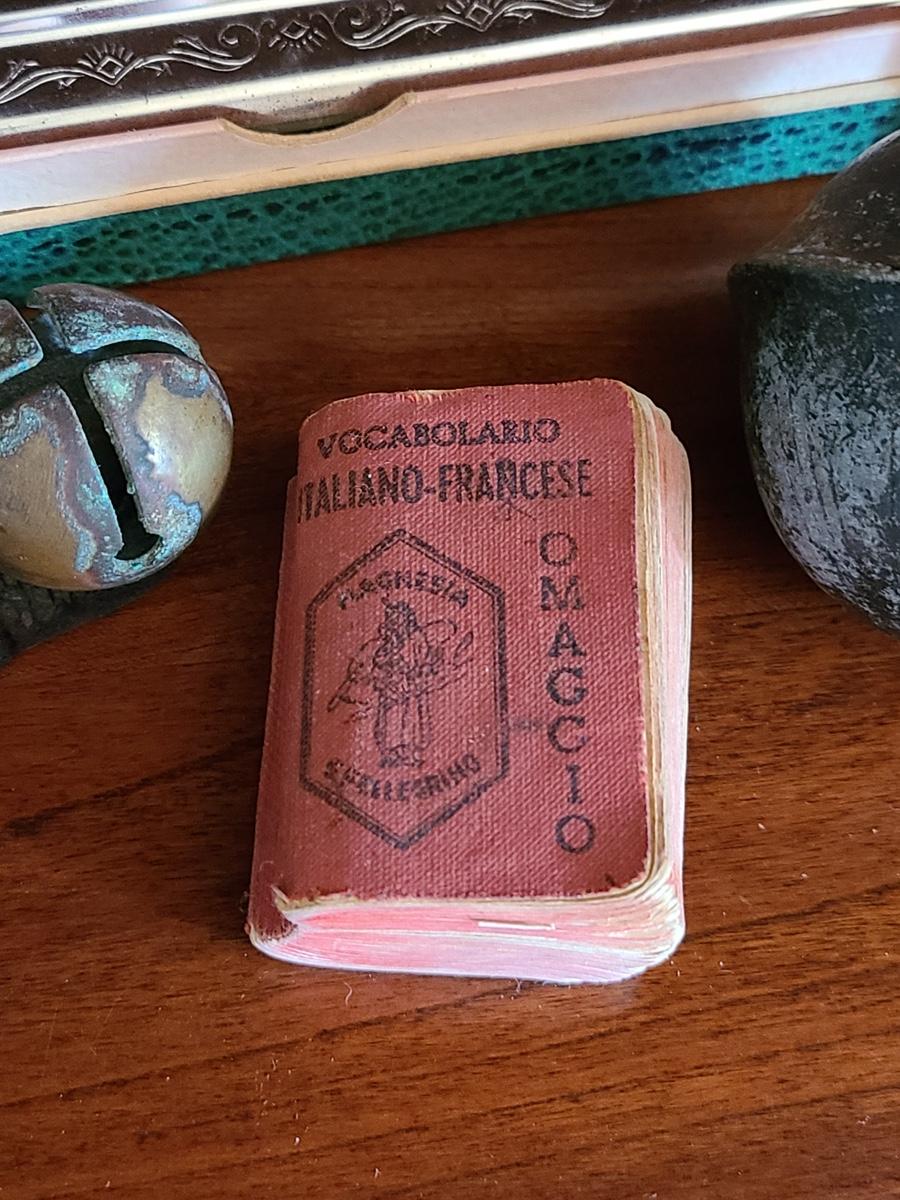 VOCABOLARIO
ITALIANO-FRANCESE
MAGNESIA
S.PELLEGRINO
OMAGGIO